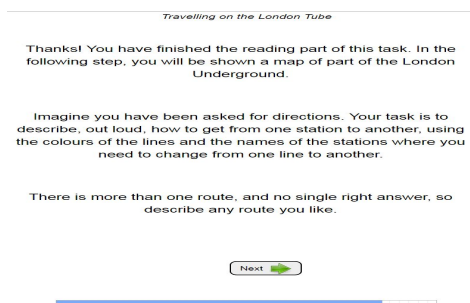 Travelling on the London Tube
Thanks! You have finished the reading part of this task. In the
following step, you will be shown a map of part of the London
Underground.
Imagine you have been asked for directions. Your task is to
describe, out loud, how to get from one station to another, using
the colours of the lines and the names of the stations where you
need to change from one line to another.
There is more than one route, and no single right answer, so
describe any route you like.
Next